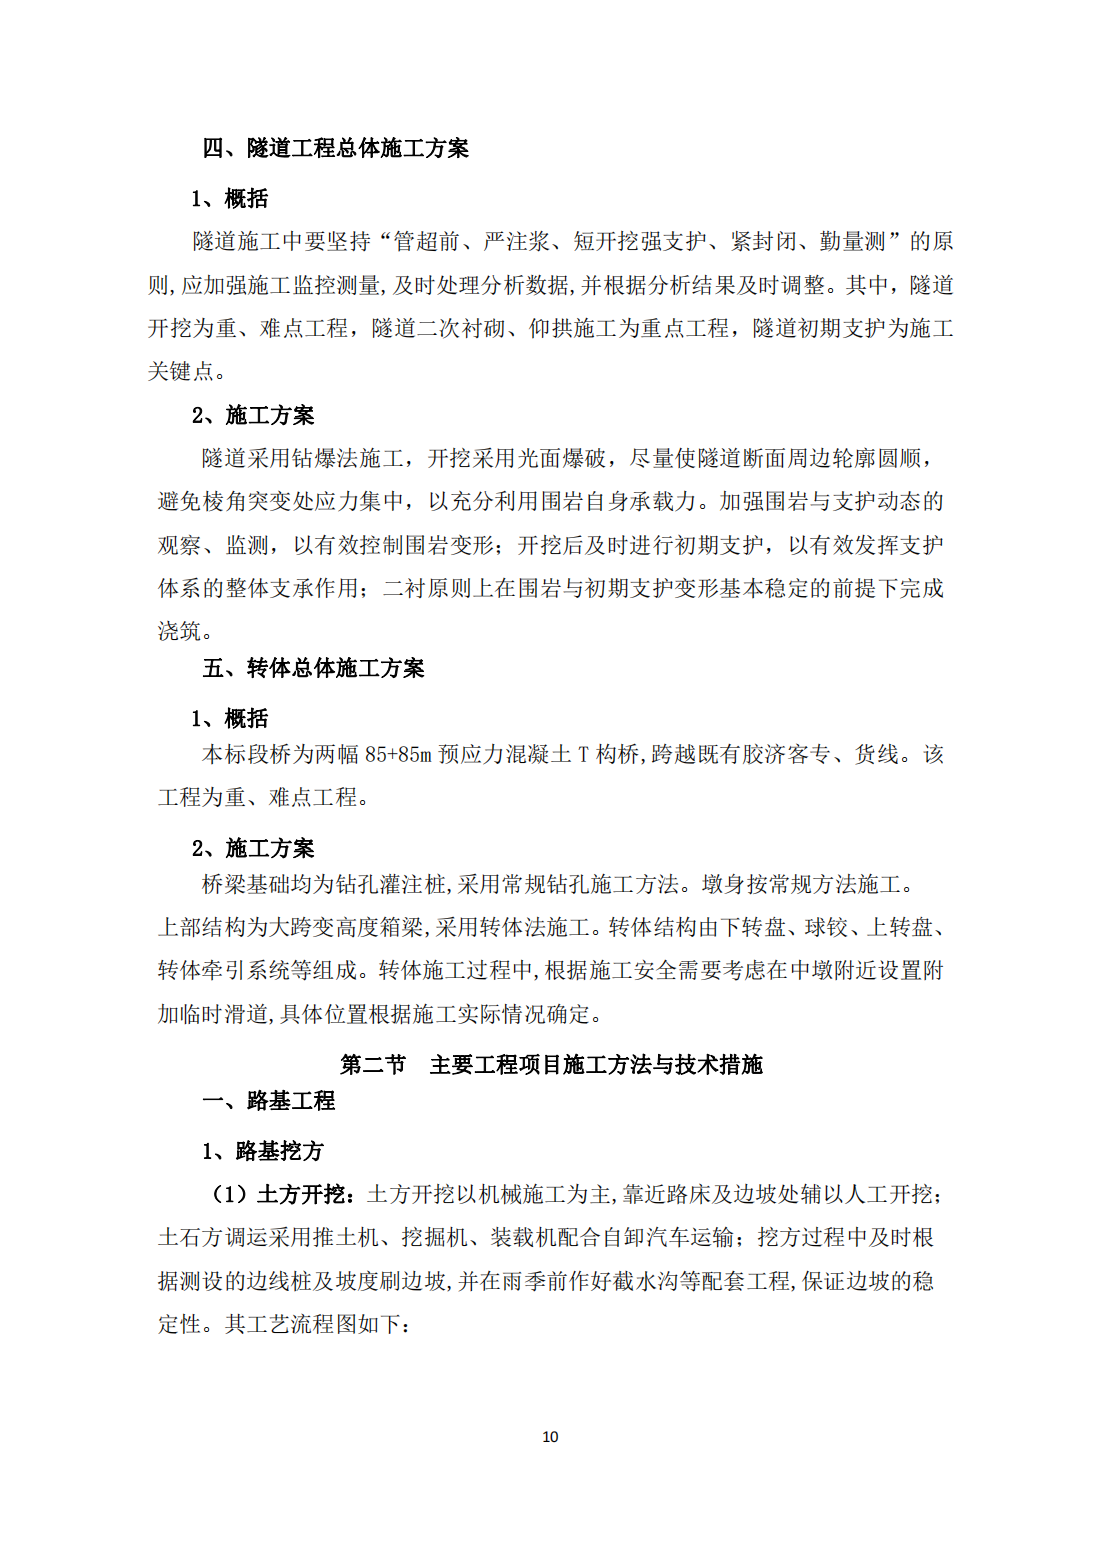 四、隧道工程总体施工方案
1、概括
隧道施工中要坚持“管超前、严注浆、短开挖强支护、紧封闭、勤量测”的原
则,应加强施工监控测量,及时处理分析数据,并根据分析结果及时调整。其中，隧道
开挖为重、难点工程，隧道二次衬砌、仰拱施工为重点工程，隧道初期支护为施工
关键点。
2、施工方案
隧道采用钻爆法施工，开挖采用光面爆破，尽量使隧道断面周边轮廓圆顺，
避免棱角突变处应力集中，以充分利用围岩自身承载力。加强围岩与支护动态的
观察、监测，以有效控制围岩变形；开挖后及时进行初期支护，以有效发挥支护
体系的整体支承作用；二衬原则上在围岩与初期支护变形基本稳定的前提下完成
浇筑。
五、转体总体施工方案
1、概括
本标段桥为两幅 85+85m 预应力混凝土 T 构桥,跨越既有胶济客专、货线。该
工程为重、难点工程。
2、施工方案
桥梁基础均为钻孔灌注桩,采用常规钻孔施工方法。墩身按常规方法施工。
上部结构为大跨变高度箱梁,采用转体法施工。转体结构由下转盘、球铰、上转盘、
转体牵引系统等组成。转体施工过程中,根据施工安全需要考虑在中墩附近设置附
加临时滑道,具体位置根据施工实际情况确定。
第二节 主要工程项目施工方法与技术措施
一、路基工程
1、路基挖方
（1）土方开挖：土方开挖以机械施工为主,靠近路床及边坡处辅以人工开挖；
土石方调运采用推土机、挖掘机、装载机配合自卸汽车运输；挖方过程中及时根
据测设的边线桩及坡度刷边坡,并在雨季前作好截水沟等配套工程,保证边坡的稳
定性。其工艺流程图如下：
10